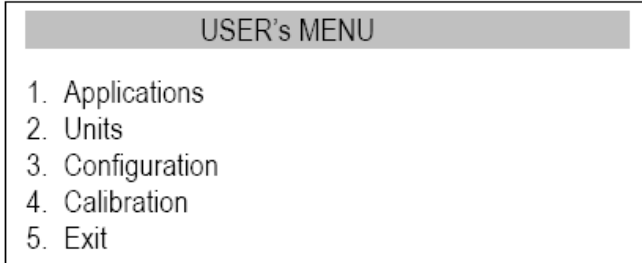 USER's MENU
1. Applications
2. Units
3. Configuration
4. Calibration
5. Exit